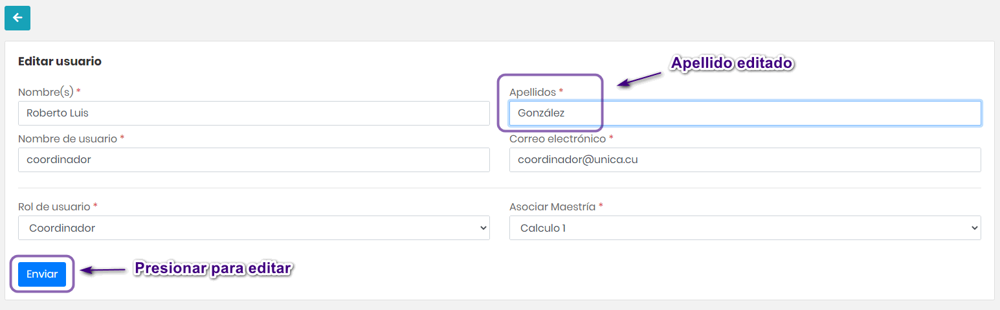 Editar usuario
Apellido editado
Nombre(s) *
Apellidos *
Roberto Luis
González
Nombre de usuario *
Correo electrónico *
coordinador
coordinador@unica.cu
Rol de usuario *
Asociar Maestría *
Coordinador
Calculo 1
Enviar
Presionar para editar